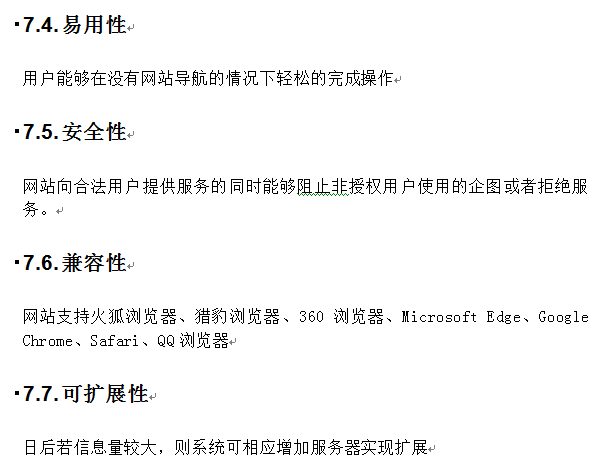 7.4.易用性
用户能够在没有网站导航的情况下轻松的完成操作
7.5.安全性
网站向合法用户提供服务的同时能够阻止非授权用户使用的企图或者拒绝服
务。
7.6.兼容性
网站支持火狐浏览器、猎豹浏览器、360 浏览器、Microsoft Edge、Google
Chrome、Safari、QQ 浏览器
7.7.可扩展性
日后若信息量较大，则系统可相应增加服务器实现扩展